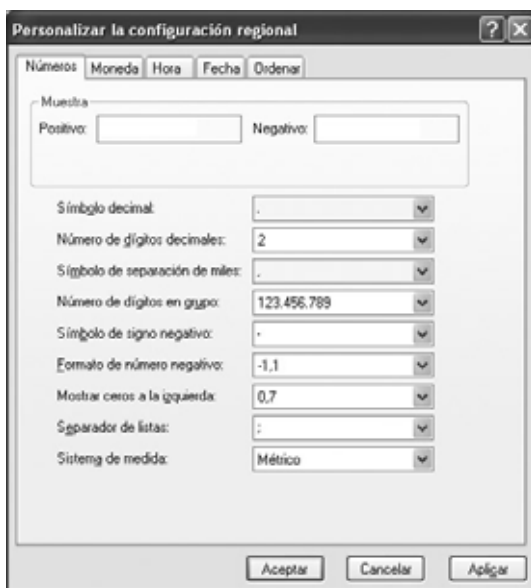 Personalizar la configuración regional
Números Moneda Hora Fecha Ordenar
Muestra
Positivo: Negativo:
Símbolo decimal: .
Número de dígitos decimales: 2
Símbolo de separación de miles: .
Número de dígitos en grupo: 123.456.789
Símbolo de signo negativo: -
Formato de número negativo: -1,1
Mostrar ceros a la izquierda: 0,7
Separador de listas: ;
Sistema de medida: Métrico
Aceptar Cancelar Aplicar